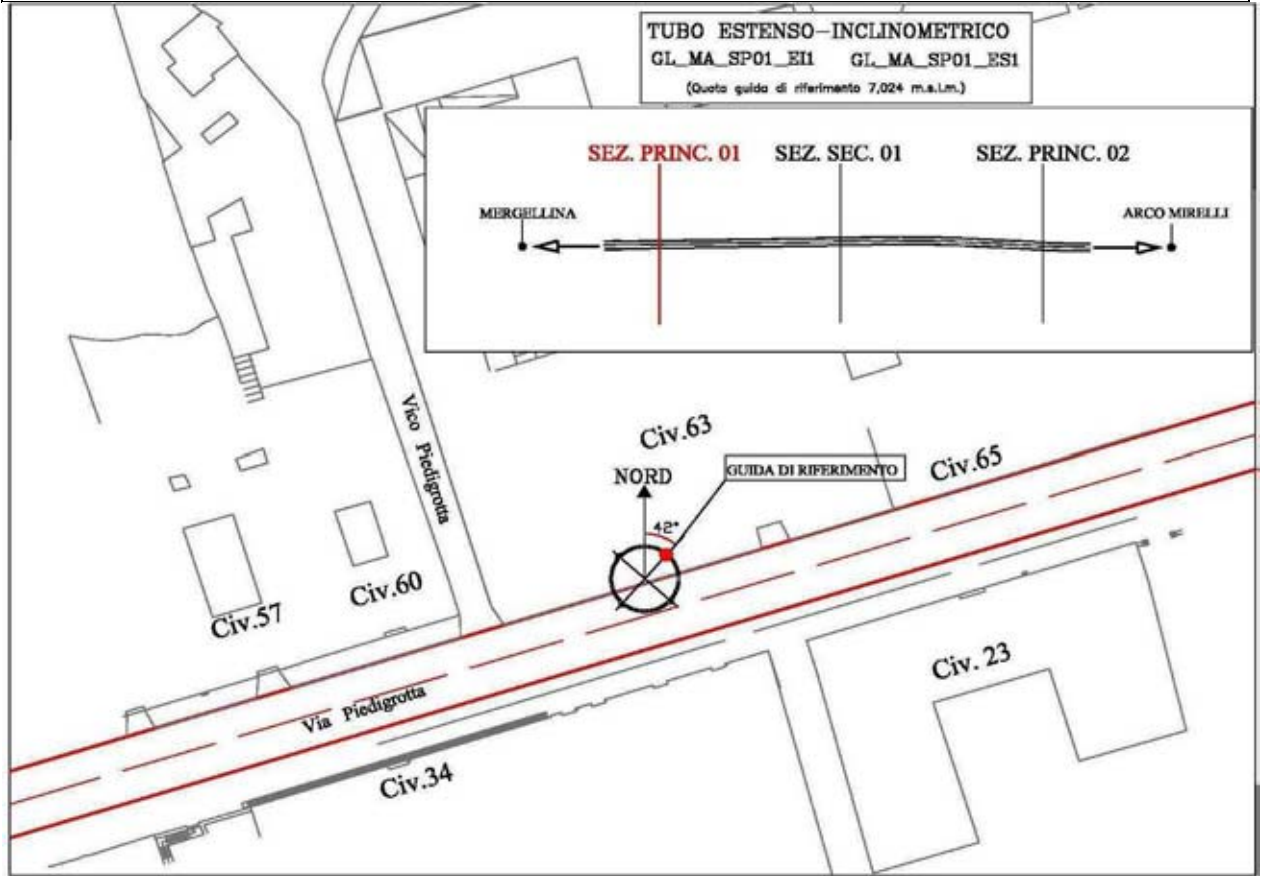 TUBO ESTENSO-INCLINOMETRICO
GL_MA_SP01_EI1 GL_MA_SP01_ES1
(Quota guida di riferimento 7,024 m.s.l.m.)
SEZ. PRINC. 01 SEZ. SEC. 01 SEZ. PRINC. 02
MERGELLINA ARCO MIRELLI
Vico Piedigrotta
Civ.63
Civ.65
GUIDA DI RIFERIMENTO
NORD
42°
Civ.60
Civ.57
Civ. 23
Via Piedigrotta
Civ.34